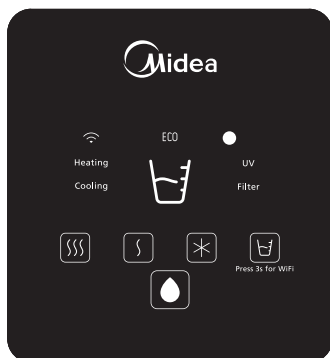 Midea
ECO
Heating
UV
Cooling
Filter
Press 3s for WiFi